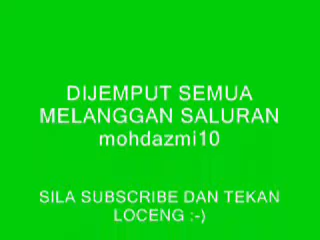 DIJEMPUT SEMUA
MELANGGAN SALURAN
mohdazmi10
SILA SUBSCRIBE DAN TEKAN
LOCENG :-)